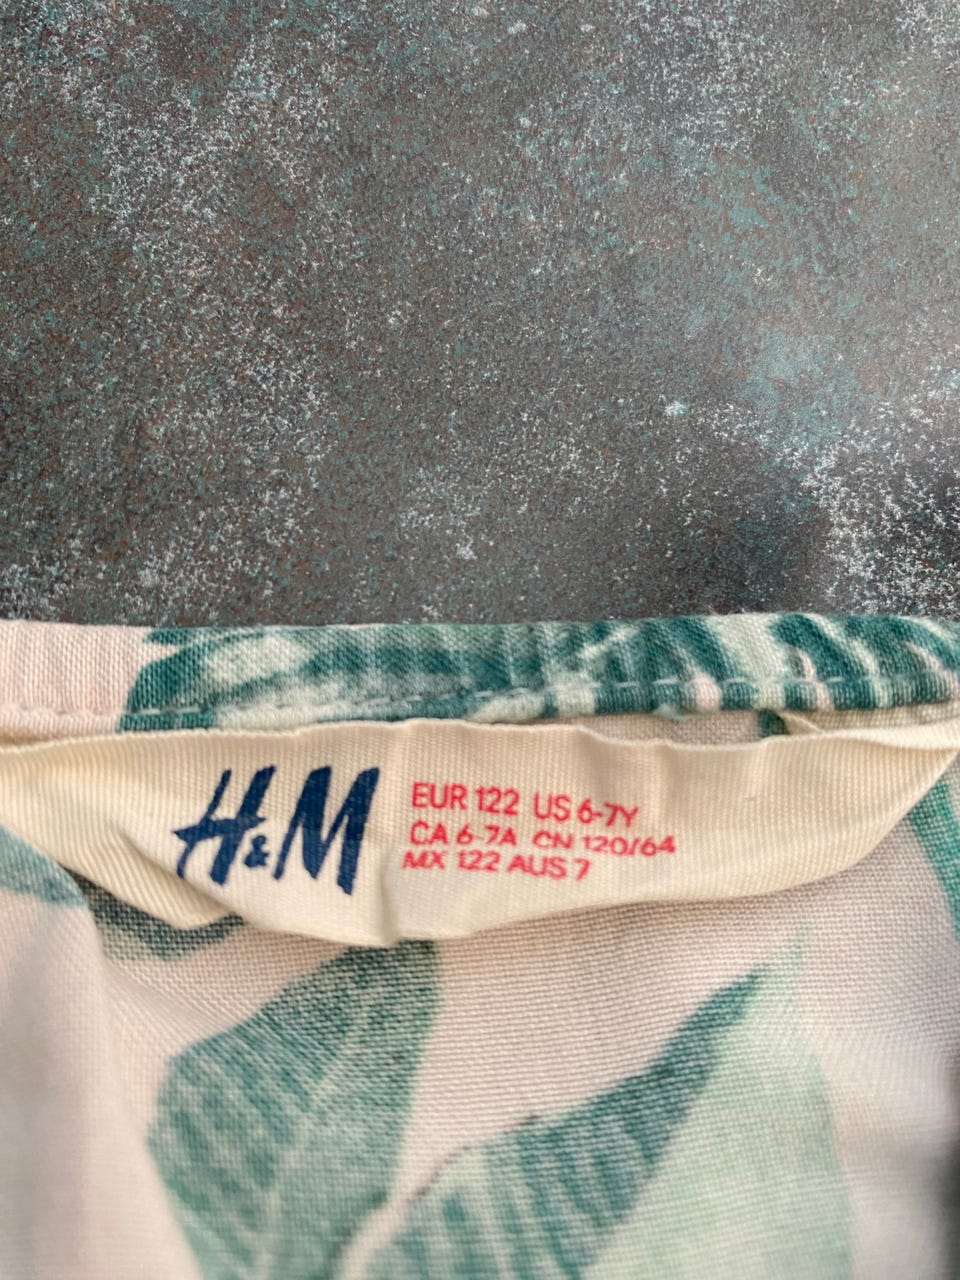 H&M
EUR 122 US 6-7Y
CA 6-7A CN 120/64
MX 122 AUS 7